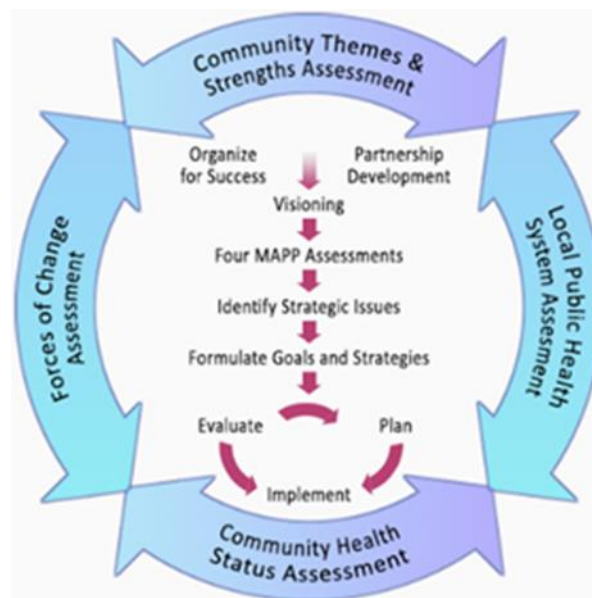 Community Themes &
Strengths Assessment
Organize
for Success
Partnership
Development
Visioning
Four MAPP Assessments
Identify Strategic Issues
Formulate Goals and Strategies
Evaluate
Plan
Implement
Forces of Change
Assessment
Local Public Health
System Assesment
Community Health
Status Assessment